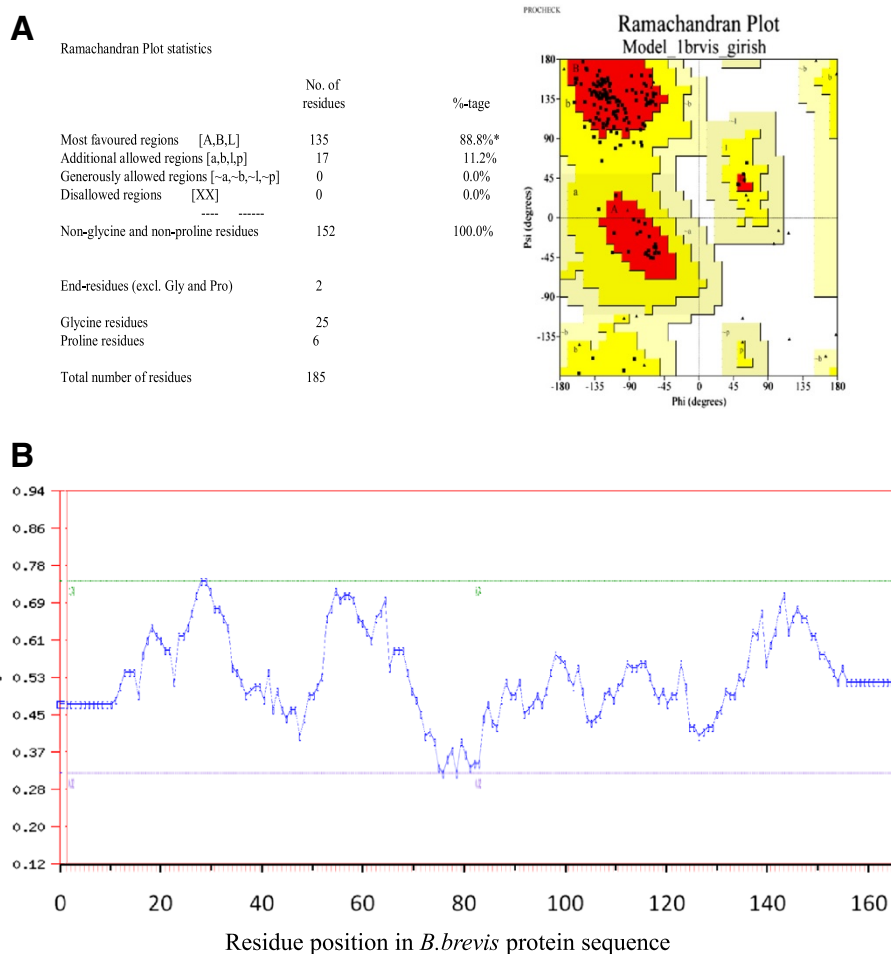 A
Ramachandran Plot statistics
No. of
residues %-tage
Most favoured regions [A,B,L] 135 88.8%*
Additional allowed regions [a,b,l,p] 17 11.2%
Generously allowed regions [~a,~b,~l,~p] 0 0.0%
Disallowed regions [XX] 0 0.0%
---- ------
Non-glycine and non-proline residues 152 100.0%
End-residues (excl. Gly and Pro) 2
Glycine residues 25
Proline residues 6
Total number of residues 185
PROCHECK
Ramachandran Plot
Model_1brvis_girish
180
135
90
45
0
-45
-90
-135
Psi (degrees)
B
b
~b
~b
~b
~l
l
a
A
~a
~b
b
~b
~p
p
~b
-180 -135 -90 -45 0 45 90 135 180
Phi (degrees)
B
0.94
0.86
0.78
0.69
0.61
0.53
0.45
0.37
0.28
0.20
0.12
0 20 40 60 80 100 120 140 160
Residue position in B.brevis protein sequence